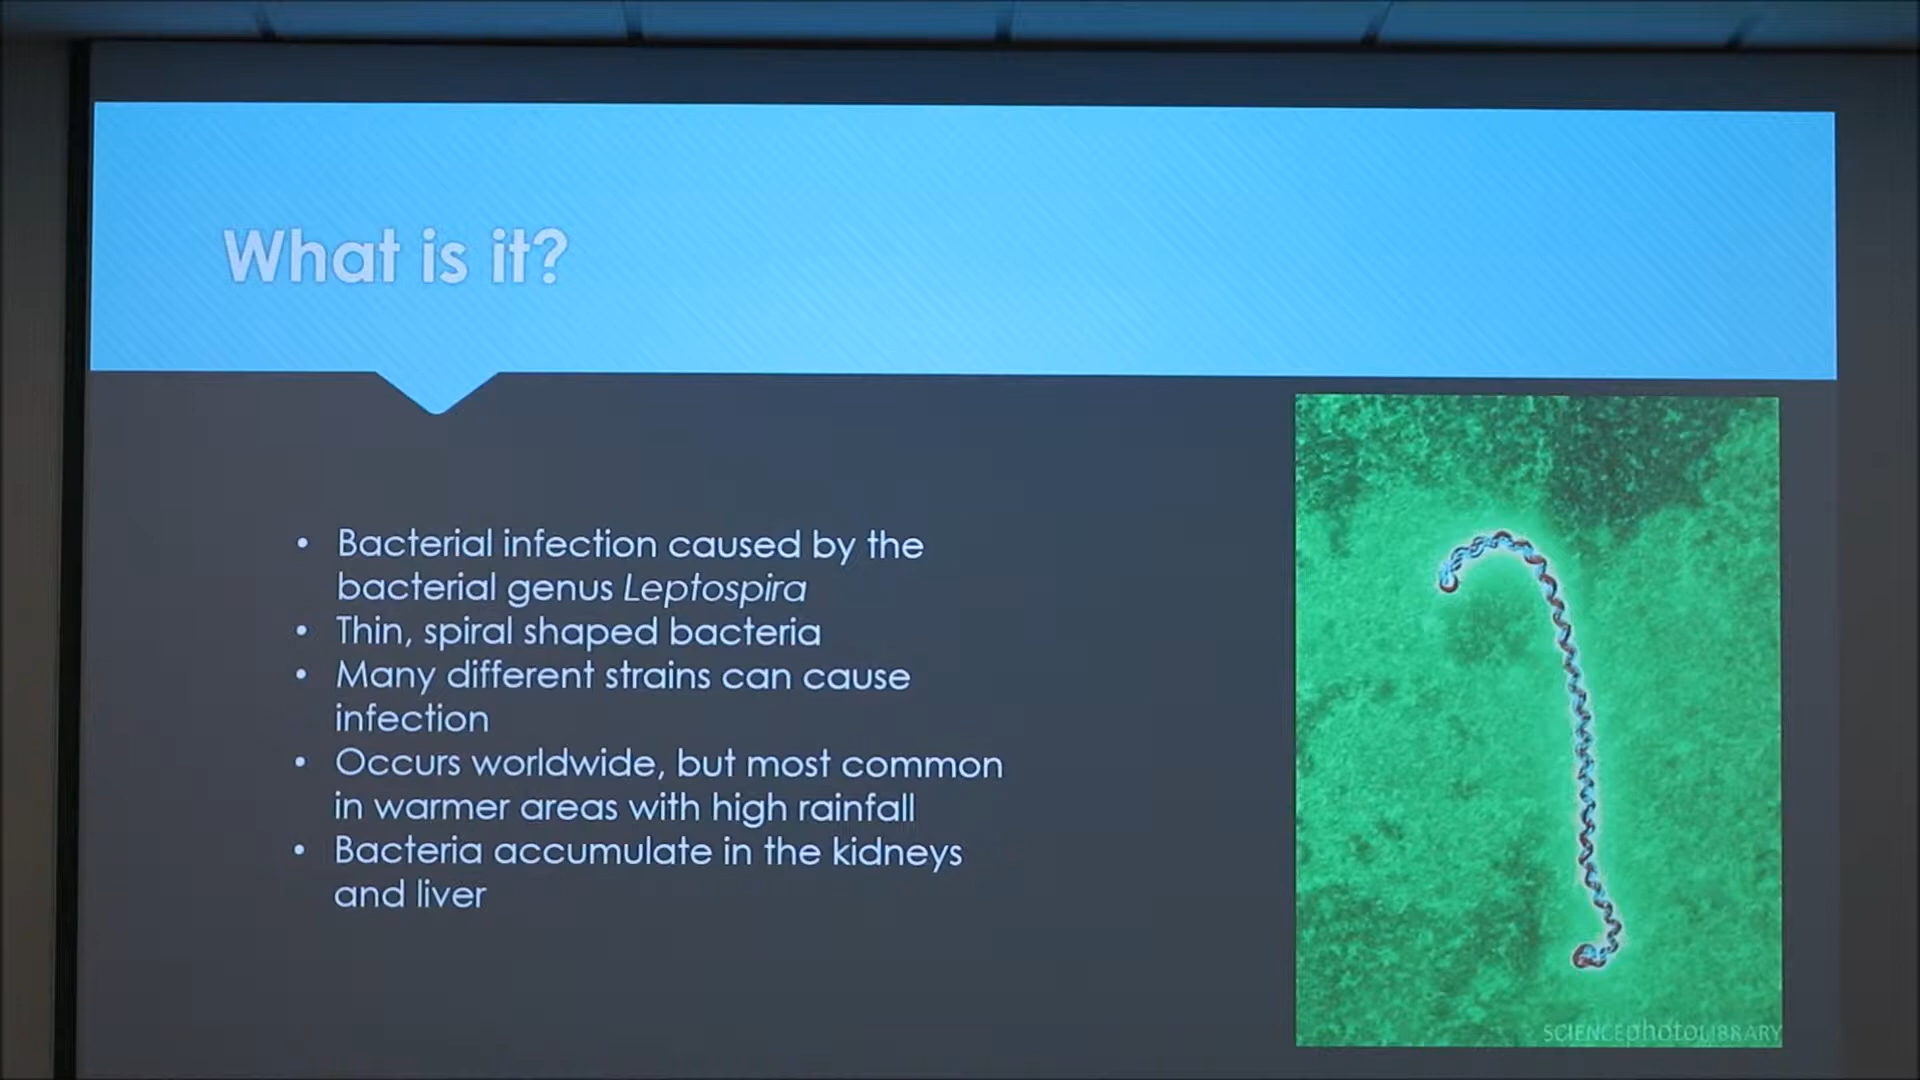 What is it?
• Bacterial infection caused by the
bacterial genus Leptospira
• Thin, spiral shaped bacteria
• Many different strains can cause
infection
• Occurs worldwide, but most common
in warmer areas with high rainfall
• Bacteria accumulate in the kidneys
and liver
SCIENCEphotoLIBRARY